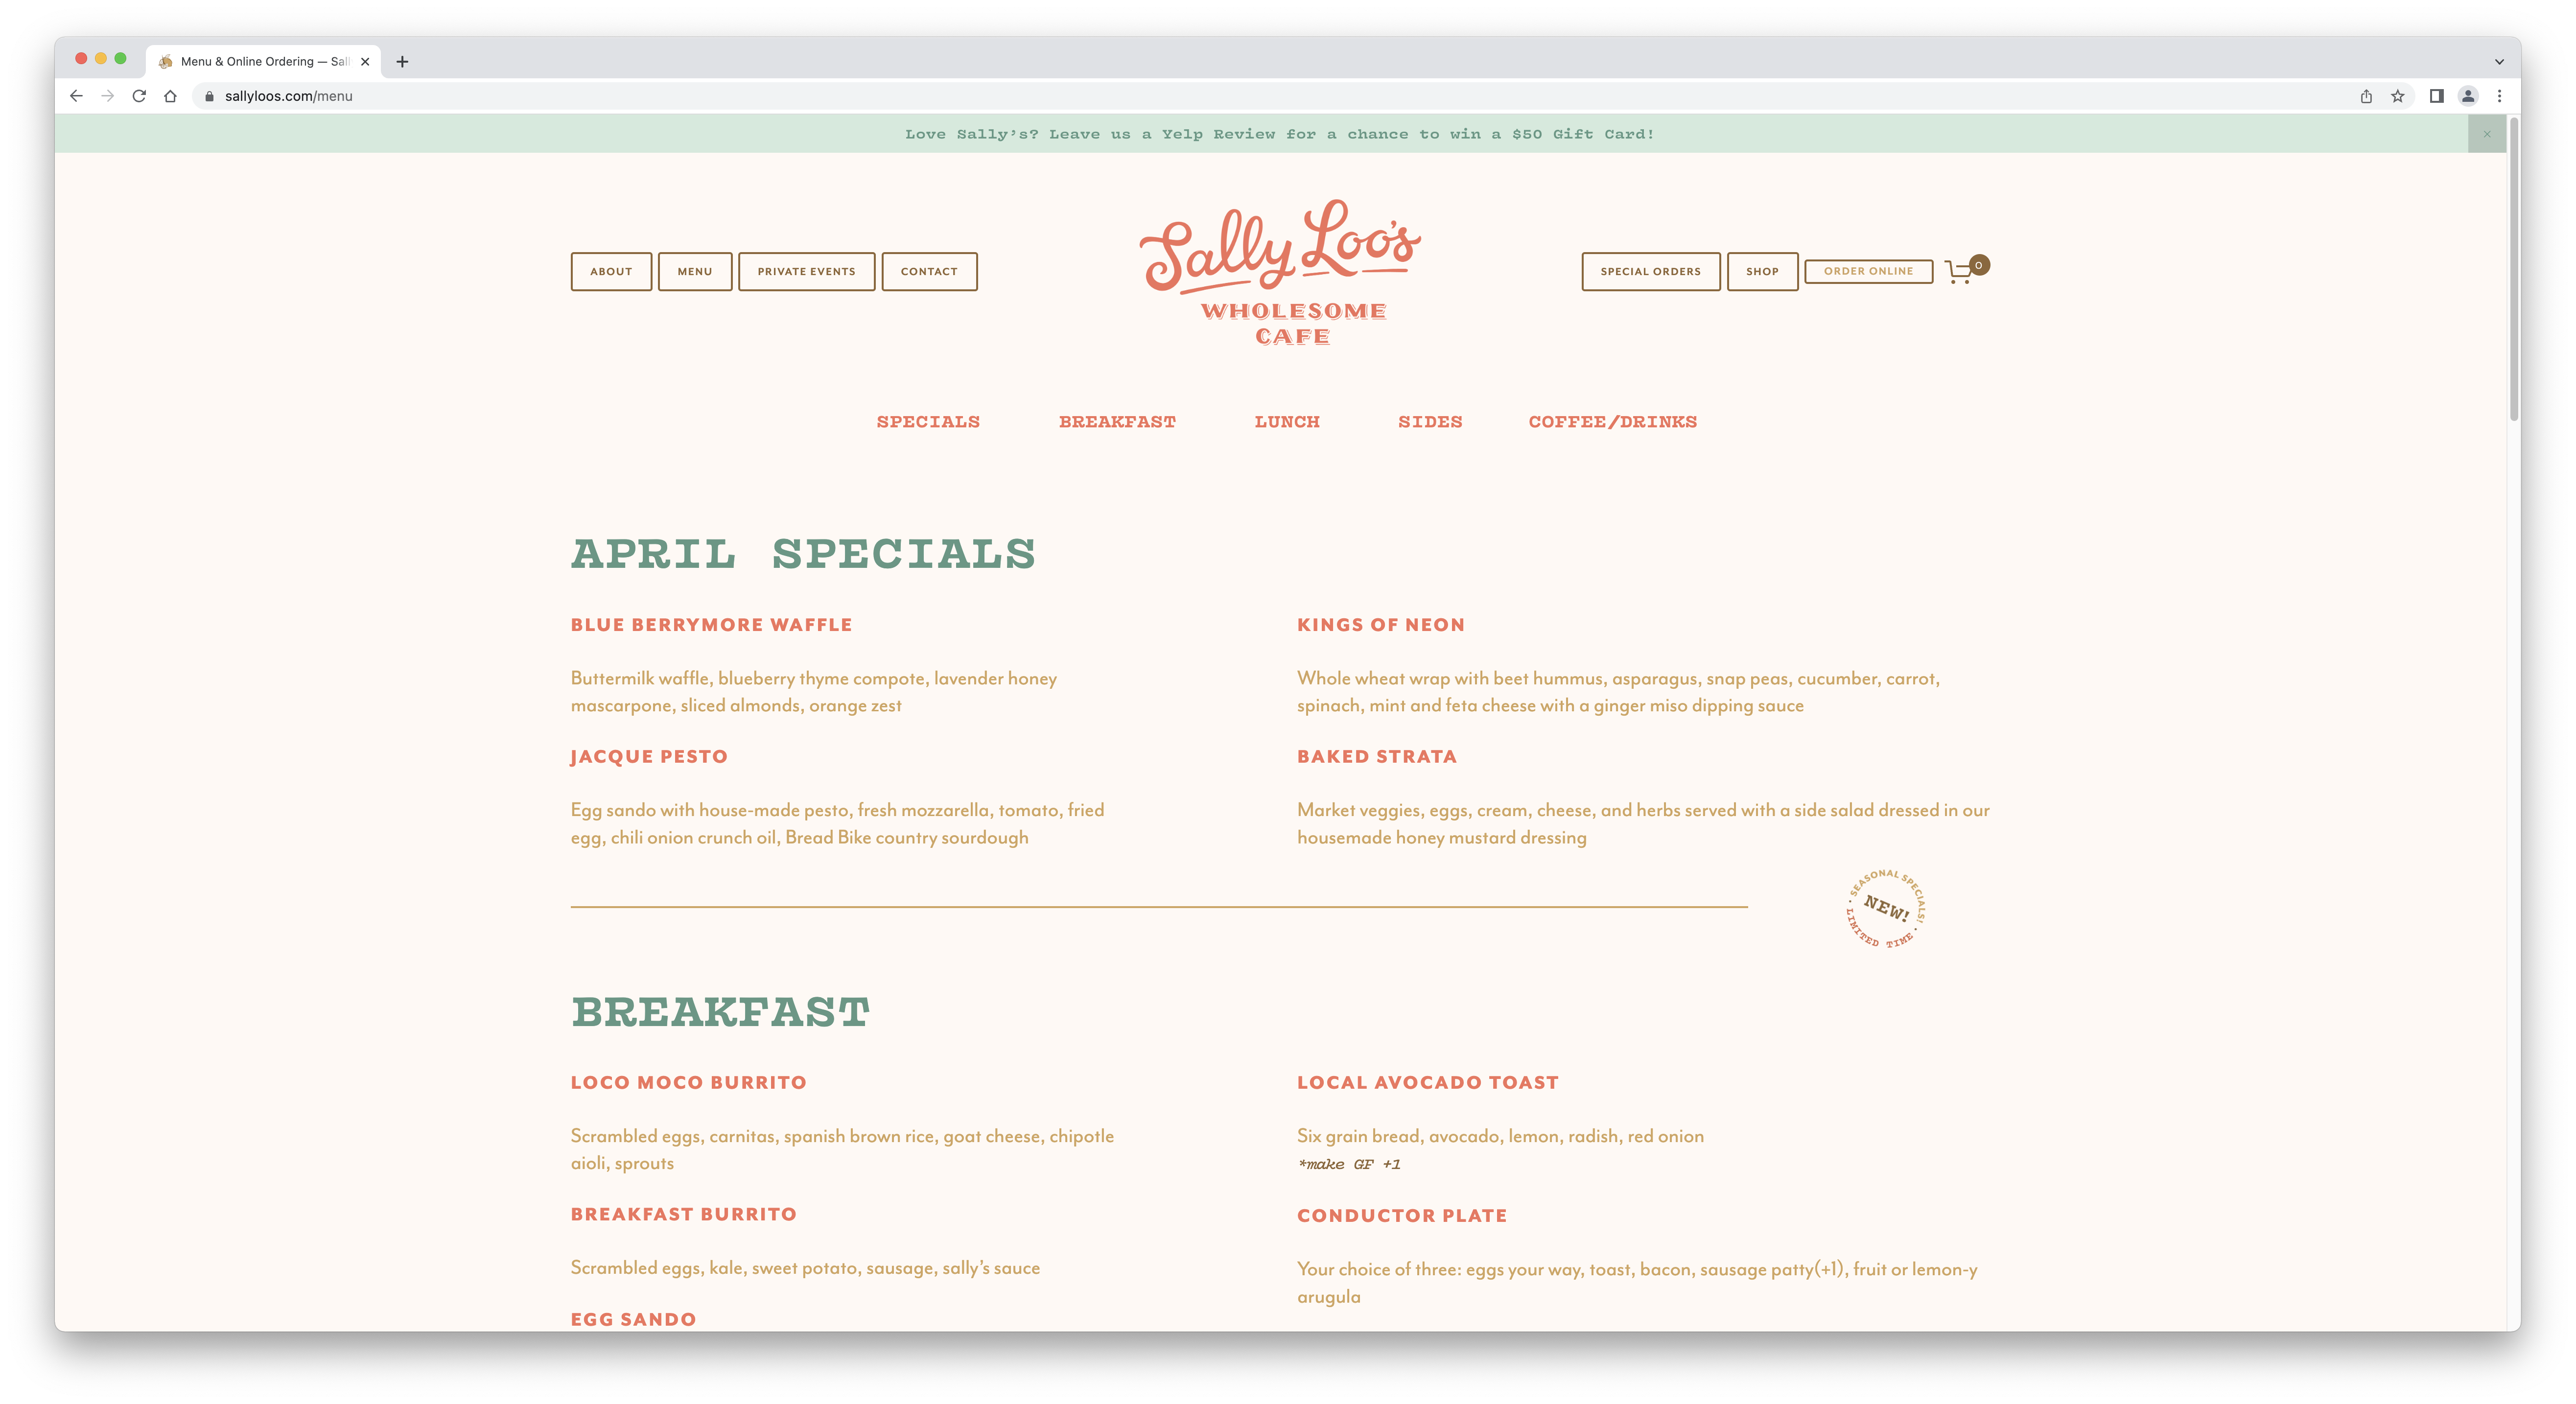 Menu & Online Ordering — Sal
sallyloos.com/menu
Love Sally's? Leave us a Yelp Review for a chance to win a $50 Gift Card!
ABOUT
MENU
PRIVATE EVENTS
CONTACT
Sally Loo's
WHOLESOME
CAFE
SPECIAL ORDERS
SHOP
ORDER ONLINE
0
SPECIALS
BREAKFAST
LUNCH
SIDES
COFFEE/DRINKS
APRIL SPECIALS
BLUE BERRYMORE WAFFLE
Buttermilk waffle, blueberry thyme compote, lavender honey
mascarpone, sliced almonds, orange zest
JACQUE PESTO
Egg sando with house-made pesto, fresh mozzarella, tomato, fried
egg, chili onion crunch oil, Bread Bike country sourdough
KINGS OF NEON
Whole wheat wrap with beet hummus, asparagus, snap peas, cucumber, carrot,
spinach, mint and feta cheese with a ginger miso dipping sauce
BAKED STRATA
Market veggies, eggs, cream, cheese, and herbs served with a side salad dressed in our
housemade honey mustard dressing
SEASONAL SPECIALS!
NEW!
LIMITED TIME
BREAKFAST
LOCO MOCO BURRITO
Scrambled eggs, carnitas, spanish brown rice, goat cheese, chipotle
aioli, sprouts
BREAKFAST BURRITO
Scrambled eggs, kale, sweet potato, sausage, sally's sauce
EGG SANDO
LOCAL AVOCADO TOAST
Six grain bread, avocado, lemon, radish, red onion
*make GF +1
CONDUCTOR PLATE
Your choice of three: eggs your way, toast, bacon, sausage patty(+1), fruit or lemon-y
arugula